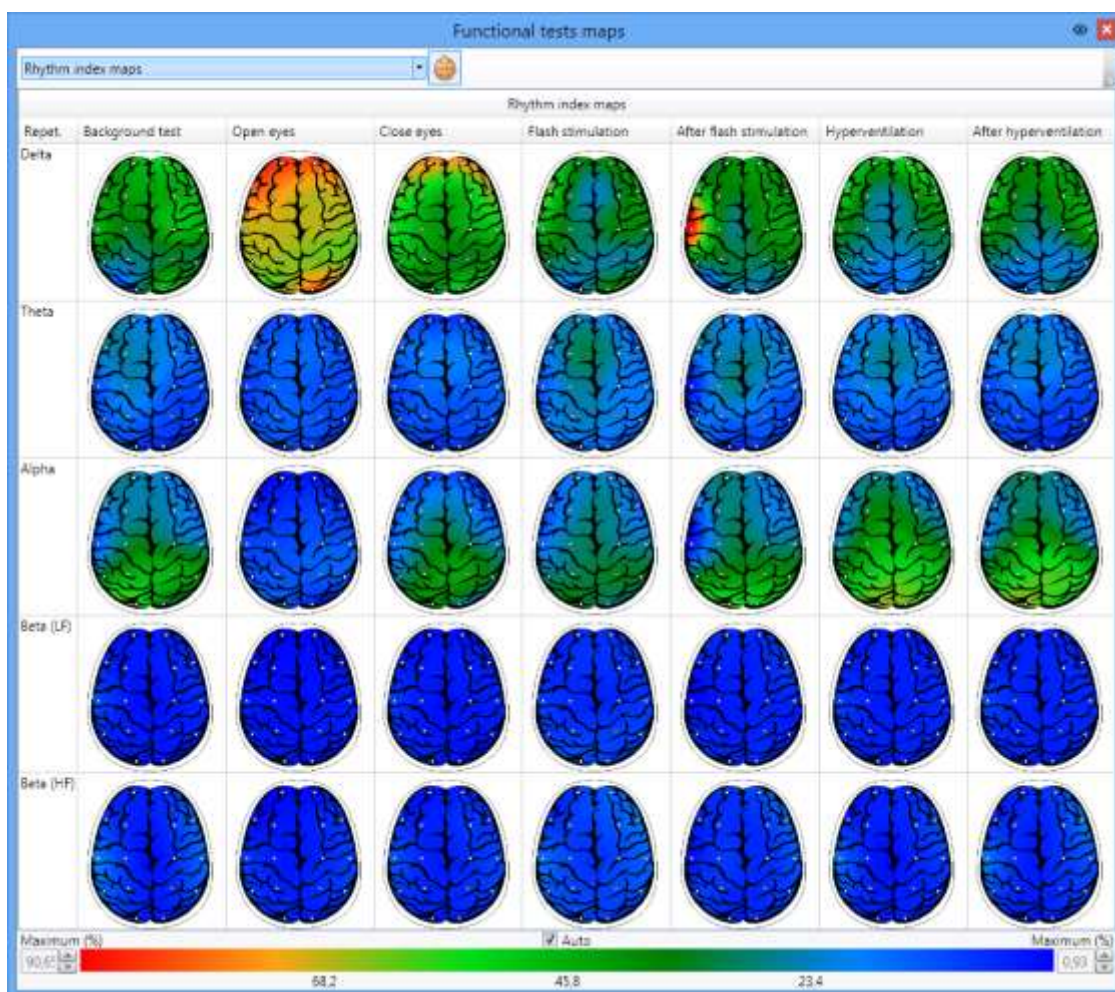 Functional tests maps
Rhythm index maps
Rhythm index maps
Repet. Background test Open eyes Close eyes Flash stimulation After flash stimulation Hyperventilation After hyperventilation
Delta
Theta
Alpha
Beta (LF)
Beta (HF)
Maximum (%) Auto Maximum (%)
0,93
68,2 45,8 23,4